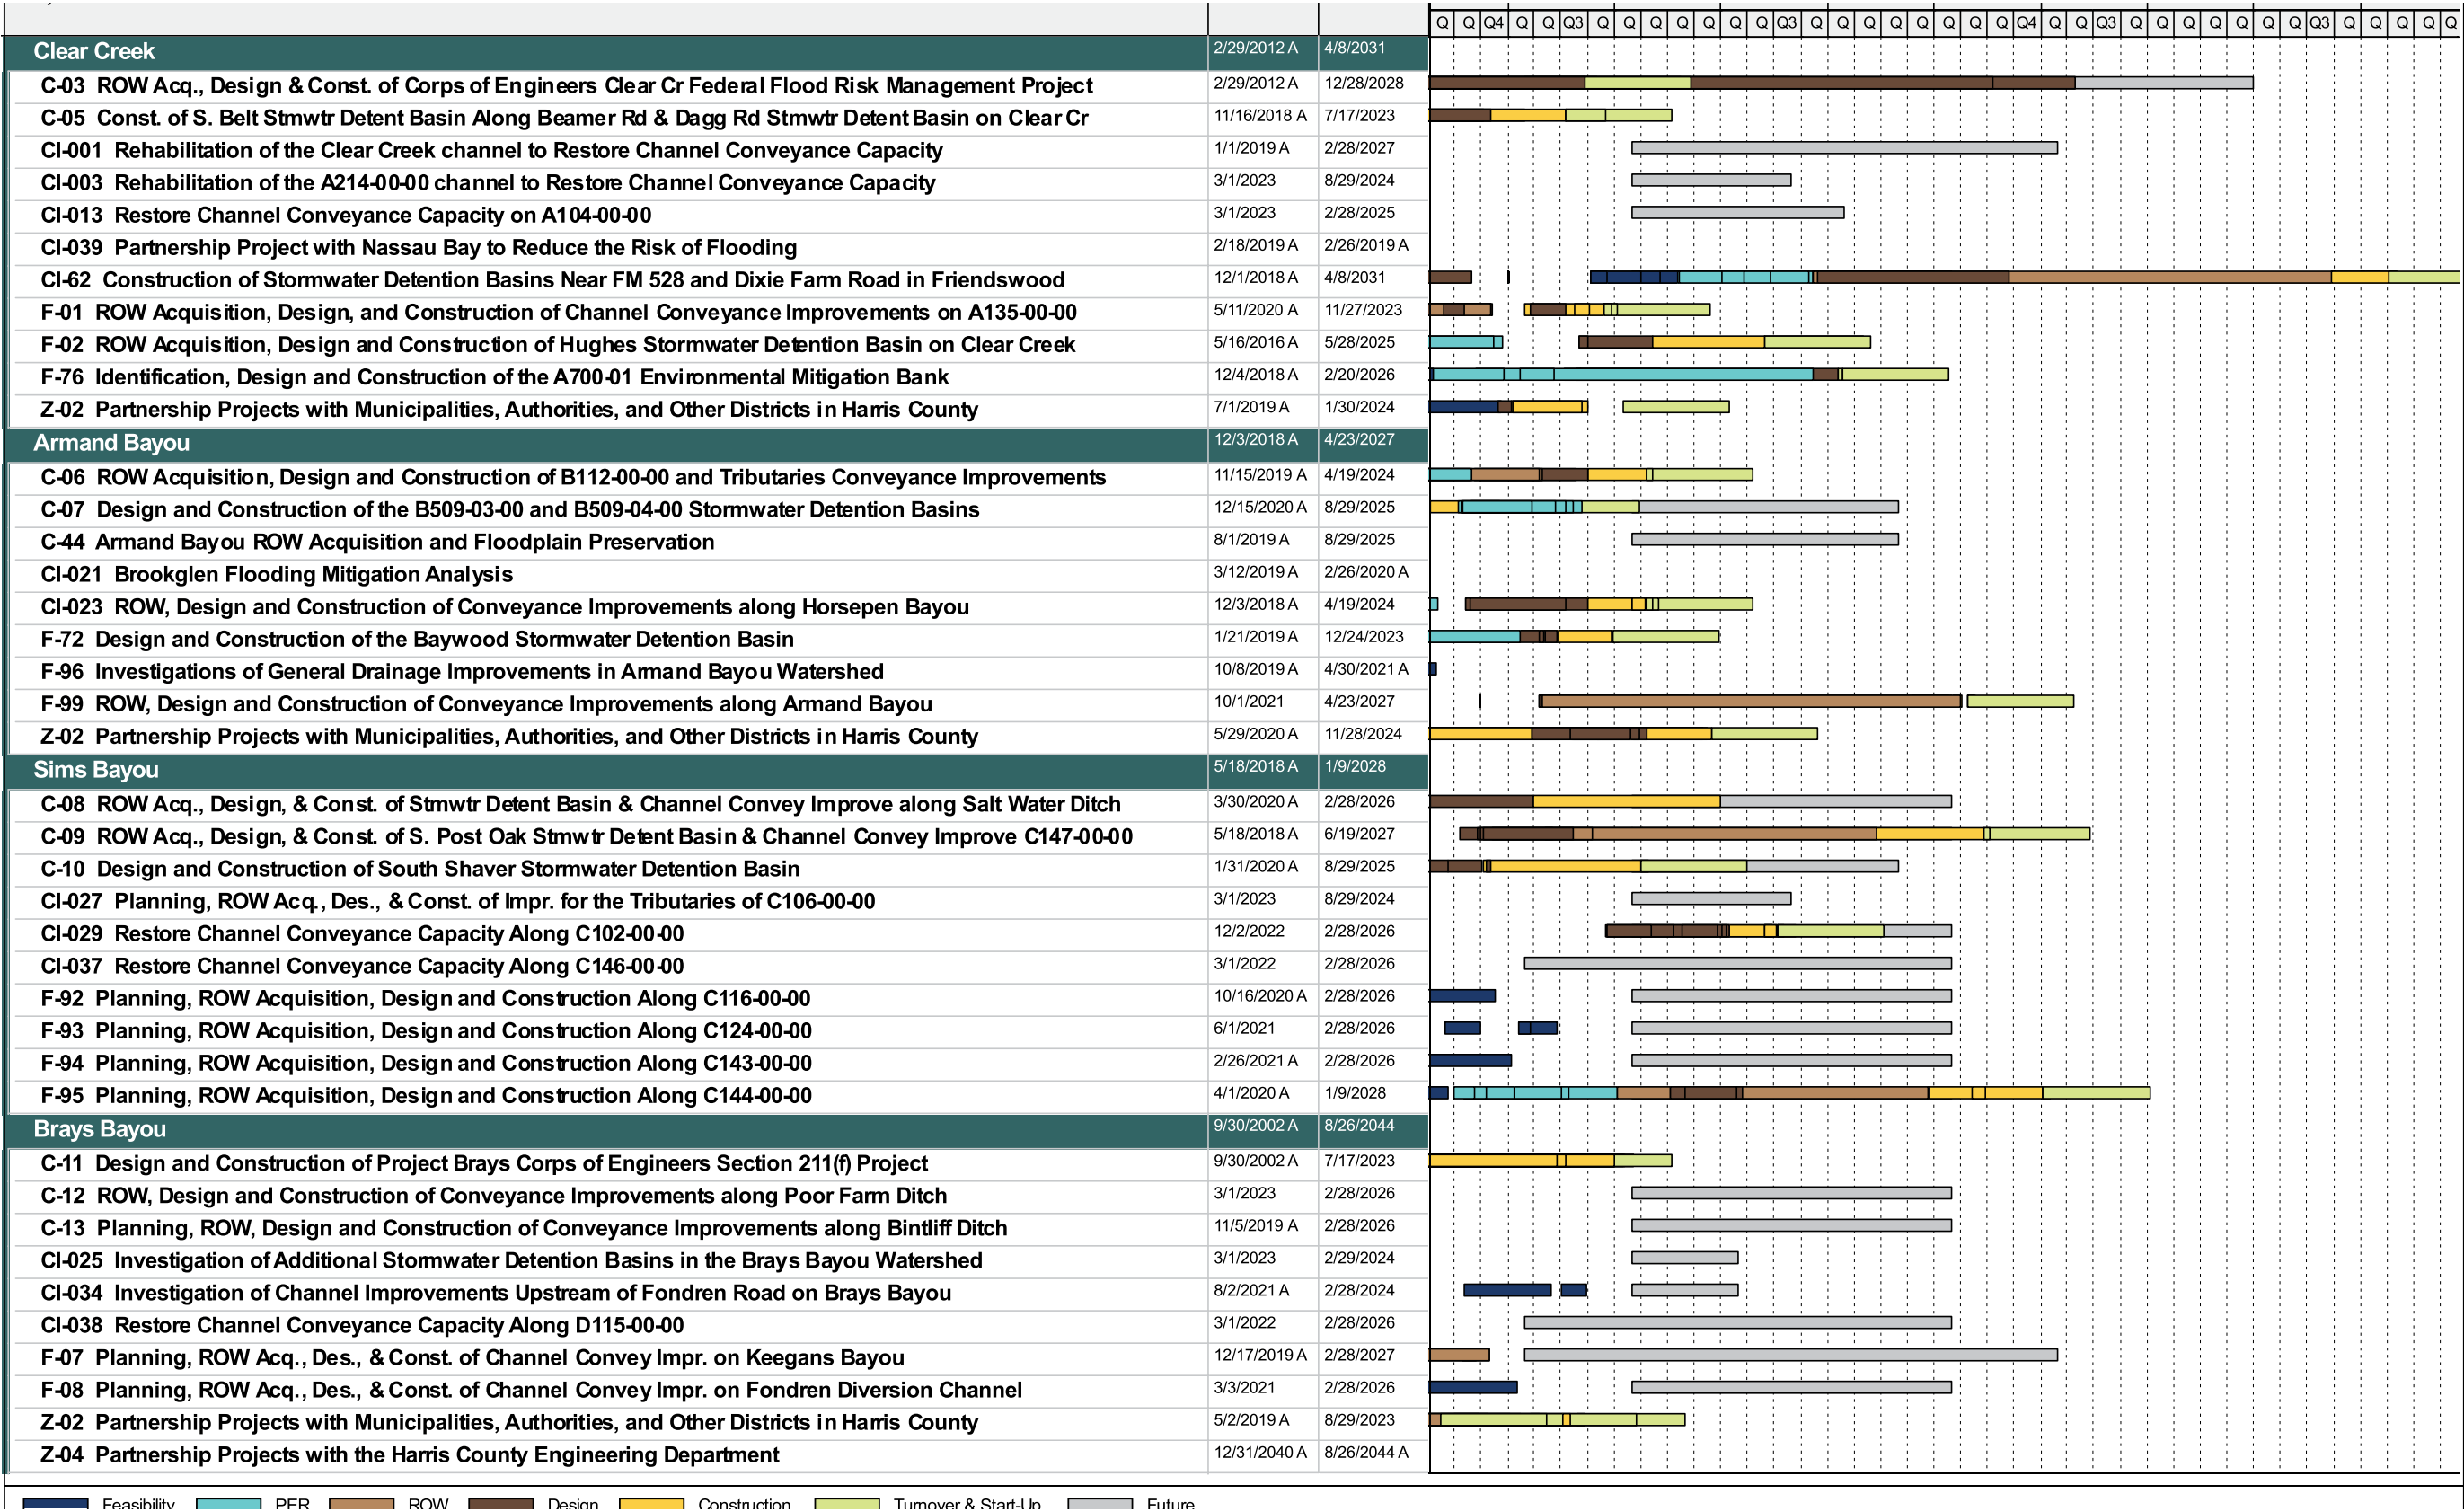 Q Q Q4 Q Q Q3 Q Q Q Q Q Q Q Q3 Q Q Q Q Q Q Q Q Q4 Q Q Q3 Q Q Q Q Q Q Q Q3 Q Q Q Q Q
Clear Creek 2/29/2012 A 4/8/2031
C-03 ROW Acq., Design & Const. of Corps of Engineers Clear Cr Federal Flood Risk Management Project 2/29/2012 A 12/28/2028
C-05 Const. of S. Belt Stmwtr Detent Basin Along Beamer Rd & Dagg Rd Stmwtr Detent Basin on Clear Cr 11/16/2018 A 7/17/2023
CI-001 Rehabilitation of the Clear Creek channel to Restore Channel Conveyance Capacity 1/1/2019 A 2/28/2027
CI-003 Rehabilitation of the A214-00-00 channel to Restore Channel Conveyance Capacity 3/1/2023 8/29/2024
CI-013 Restore Channel Conveyance Capacity on A104-00-00 3/1/2023 2/28/2025
CI-039 Partnership Project with Nassau Bay to Reduce the Risk of Flooding 2/18/2019 A 2/26/2019 A
CI-62 Construction of Stormwater Detention Basins Near FM 528 and Dixie Farm Road in Friendswood 12/1/2018 A 4/8/2031
F-01 ROW Acquisition, Design, and Construction of Channel Conveyance Improvements on A135-00-00 5/11/2020 A 11/27/2023
F-02 ROW Acquisition, Design and Construction of Hughes Stormwater Detention Basin on Clear Creek 5/16/2016 A 5/28/2025
F-76 Identification, Design and Construction of the A700-01 Environmental Mitigation Bank 12/4/2018 A 2/20/2026
Z-02 Partnership Projects with Municipalities, Authorities, and Other Districts in Harris County 7/1/2019 A 1/30/2024
Armand Bayou 12/3/2018 A 4/23/2027
C-06 ROW Acquisition, Design and Construction of B112-00-00 and Tributaries Conveyance Improvements 11/15/2019 A 4/19/2024
C-07 Design and Construction of the B509-03-00 and B509-04-00 Stormwater Detention Basins 12/15/2020 A 8/29/2025
C-44 Armand Bayou ROW Acquisition and Floodplain Preservation 8/1/2019 A 8/29/2025
CI-021 Brookglen Flooding Mitigation Analysis 3/12/2019 A 2/26/2020 A
CI-023 ROW, Design and Construction of Conveyance Improvements along Horsepen Bayou 12/3/2018 A 4/19/2024
F-72 Design and Construction of the Baywood Stormwater Detention Basin 1/21/2019 A 12/24/2023
F-96 Investigations of General Drainage Improvements in Armand Bayou Watershed 10/8/2019 A 4/30/2021 A
F-99 ROW, Design and Construction of Conveyance Improvements along Armand Bayou 10/1/2021 4/23/2027
Z-02 Partnership Projects with Municipalities, Authorities, and Other Districts in Harris County 5/29/2020 A 11/28/2024
Sims Bayou 5/18/2018 A 1/9/2028
C-08 ROW Acq., Design, & Const. of Stmwtr Detent Basin & Channel Convey Improve along Salt Water Ditch 3/30/2020 A 2/28/2026
C-09 ROW Acq., Design, & Const. of S. Post Oak Stmwtr Detent Basin & Channel Convey Improve C147-00-00 5/18/2018 A 6/19/2027
C-10 Design and Construction of South Shaver Stormwater Detention Basin 1/31/2020 A 8/29/2025
CI-027 Planning, ROW Acq., Des., & Const. of Impr. for the Tributaries of C106-00-00 3/1/2023 8/29/2024
CI-029 Restore Channel Conveyance Capacity Along C102-00-00 12/2/2022 2/28/2026
CI-037 Restore Channel Conveyance Capacity Along C146-00-00 3/1/2022 2/28/2026
F-92 Planning, ROW Acquisition, Design and Construction Along C116-00-00 10/16/2020 A 2/28/2026
F-93 Planning, ROW Acquisition, Design and Construction Along C124-00-00 6/1/2021 2/28/2026
F-94 Planning, ROW Acquisition, Design and Construction Along C143-00-00 2/26/2021 A 2/28/2026
F-95 Planning, ROW Acquisition, Design and Construction Along C144-00-00 4/1/2020 A 1/9/2028
Brays Bayou 9/30/2002 A 8/26/2044
C-11 Design and Construction of Project Brays Corps of Engineers Section 211(f) Project 9/30/2002 A 7/17/2023
C-12 ROW, Design and Construction of Conveyance Improvements along Poor Farm Ditch 3/1/2023 2/28/2026
C-13 Planning, ROW, Design and Construction of Conveyance Improvements along Bintliff Ditch 11/5/2019 A 2/28/2026
CI-025 Investigation of Additional Stormwater Detention Basins in the Brays Bayou Watershed 3/1/2023 2/29/2024
CI-034 Investigation of Channel Improvements Upstream of Fondren Road on Brays Bayou 8/2/2021 A 2/28/2024
CI-038 Restore Channel Conveyance Capacity Along D115-00-00 3/1/2022 2/28/2026
F-07 Planning, ROW Acq., Des., & Const. of Channel Convey Impr. on Keegans Bayou 12/17/2019 A 2/28/2027
F-08 Planning, ROW Acq., Des., & Const. of Channel Convey Impr. on Fondren Diversion Channel 3/3/2021 2/28/2026
Z-02 Partnership Projects with Municipalities, Authorities, and Other Districts in Harris County 5/2/2019 A 8/29/2023
Z-04 Partnership Projects with the Harris County Engineering Department 12/31/2040 A 8/26/2044 A
Feasibility PER ROW Design Construction Turnover & Start-Up Future